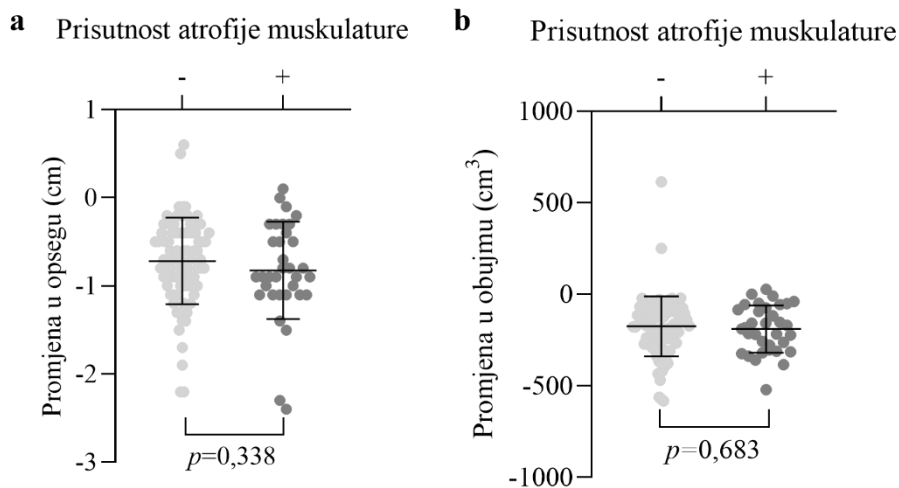 a Prisutnost atrofije muskulature
- +
Promjena u opsegu (cm)
1
0
-1
-2
-3
p=0,338
b Prisutnost atrofije muskulature
- +
Promjena u obujmu (cm³)
1000
500
0
-500
-1000
p=0,683